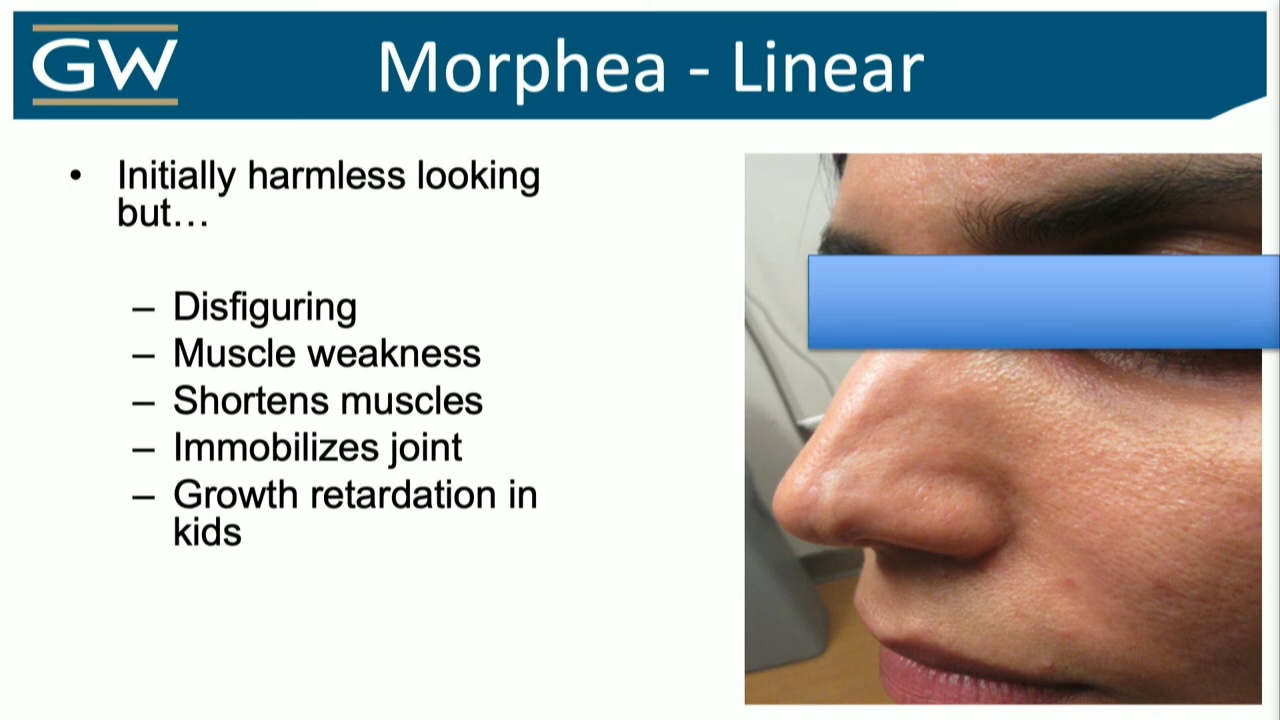 GW
Morphea - Linear
• Initially harmless looking
but…
– Disfiguring
– Muscle weakness
– Shortens muscles
– Immobilizes joint
– Growth retardation in
kids